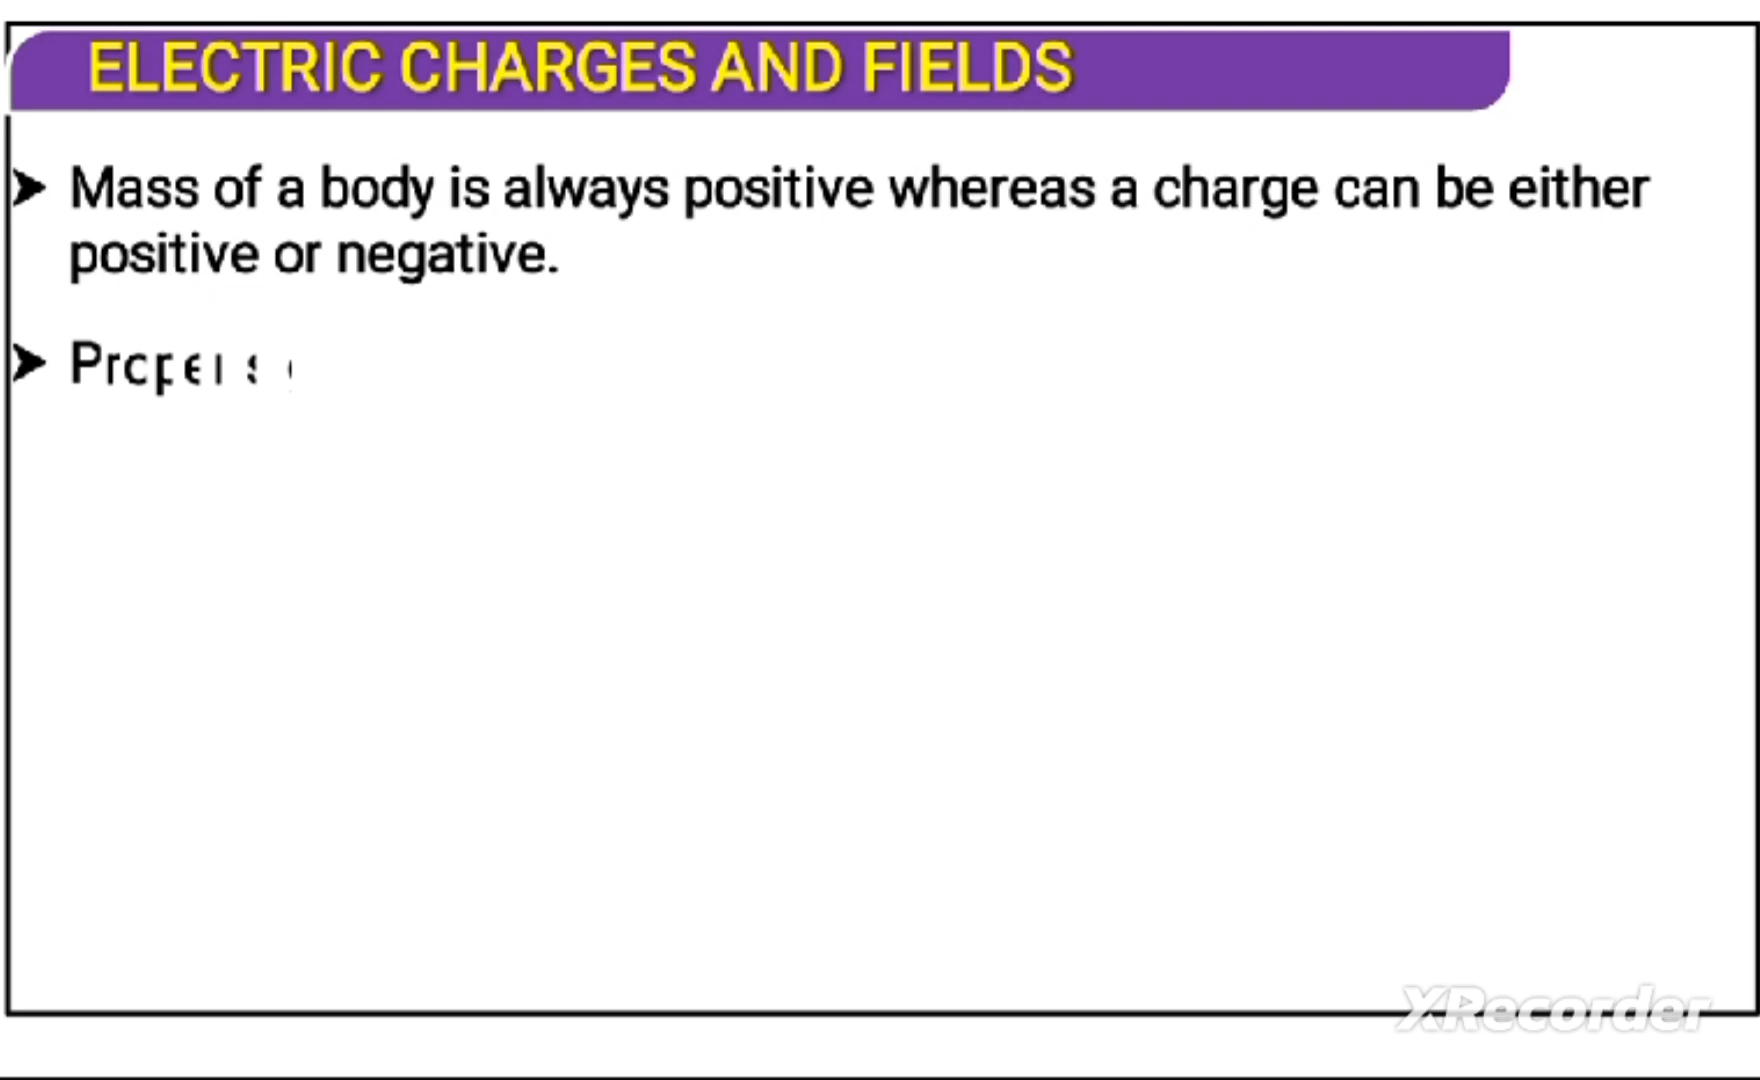 ELECTRIC CHARGES AND FIELDS
➤ Mass of a body is always positive whereas a charge can be either
positive or negative.
➤
XRecorder